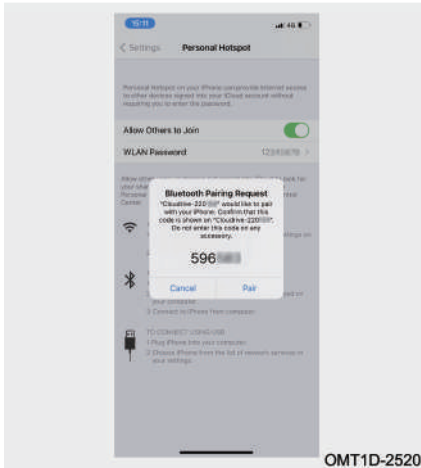 15:11
4G
Settings Personal Hotspot
Personal Hotspot on your iPhone can provide Internet access
to other devices signed into your iCloud account without
requiring you to enter the password.
Allow Others to Join
WLAN Password 12345678 >
Bluetooth Pairing Request
"Cloudrive-220 " would like to pair
with your iPhone. Confirm that this
code is shown on "Cloudrive-220 ".
Do not enter this code on any
accessory.
596
Cancel Pair
your computer.
3 Connect to iPhone from computer.
TO CONNECT USING USB
1 Plug iPhone into your computer.
2 Choose iPhone from the list of network services in
your settings.
OMT1D-2520